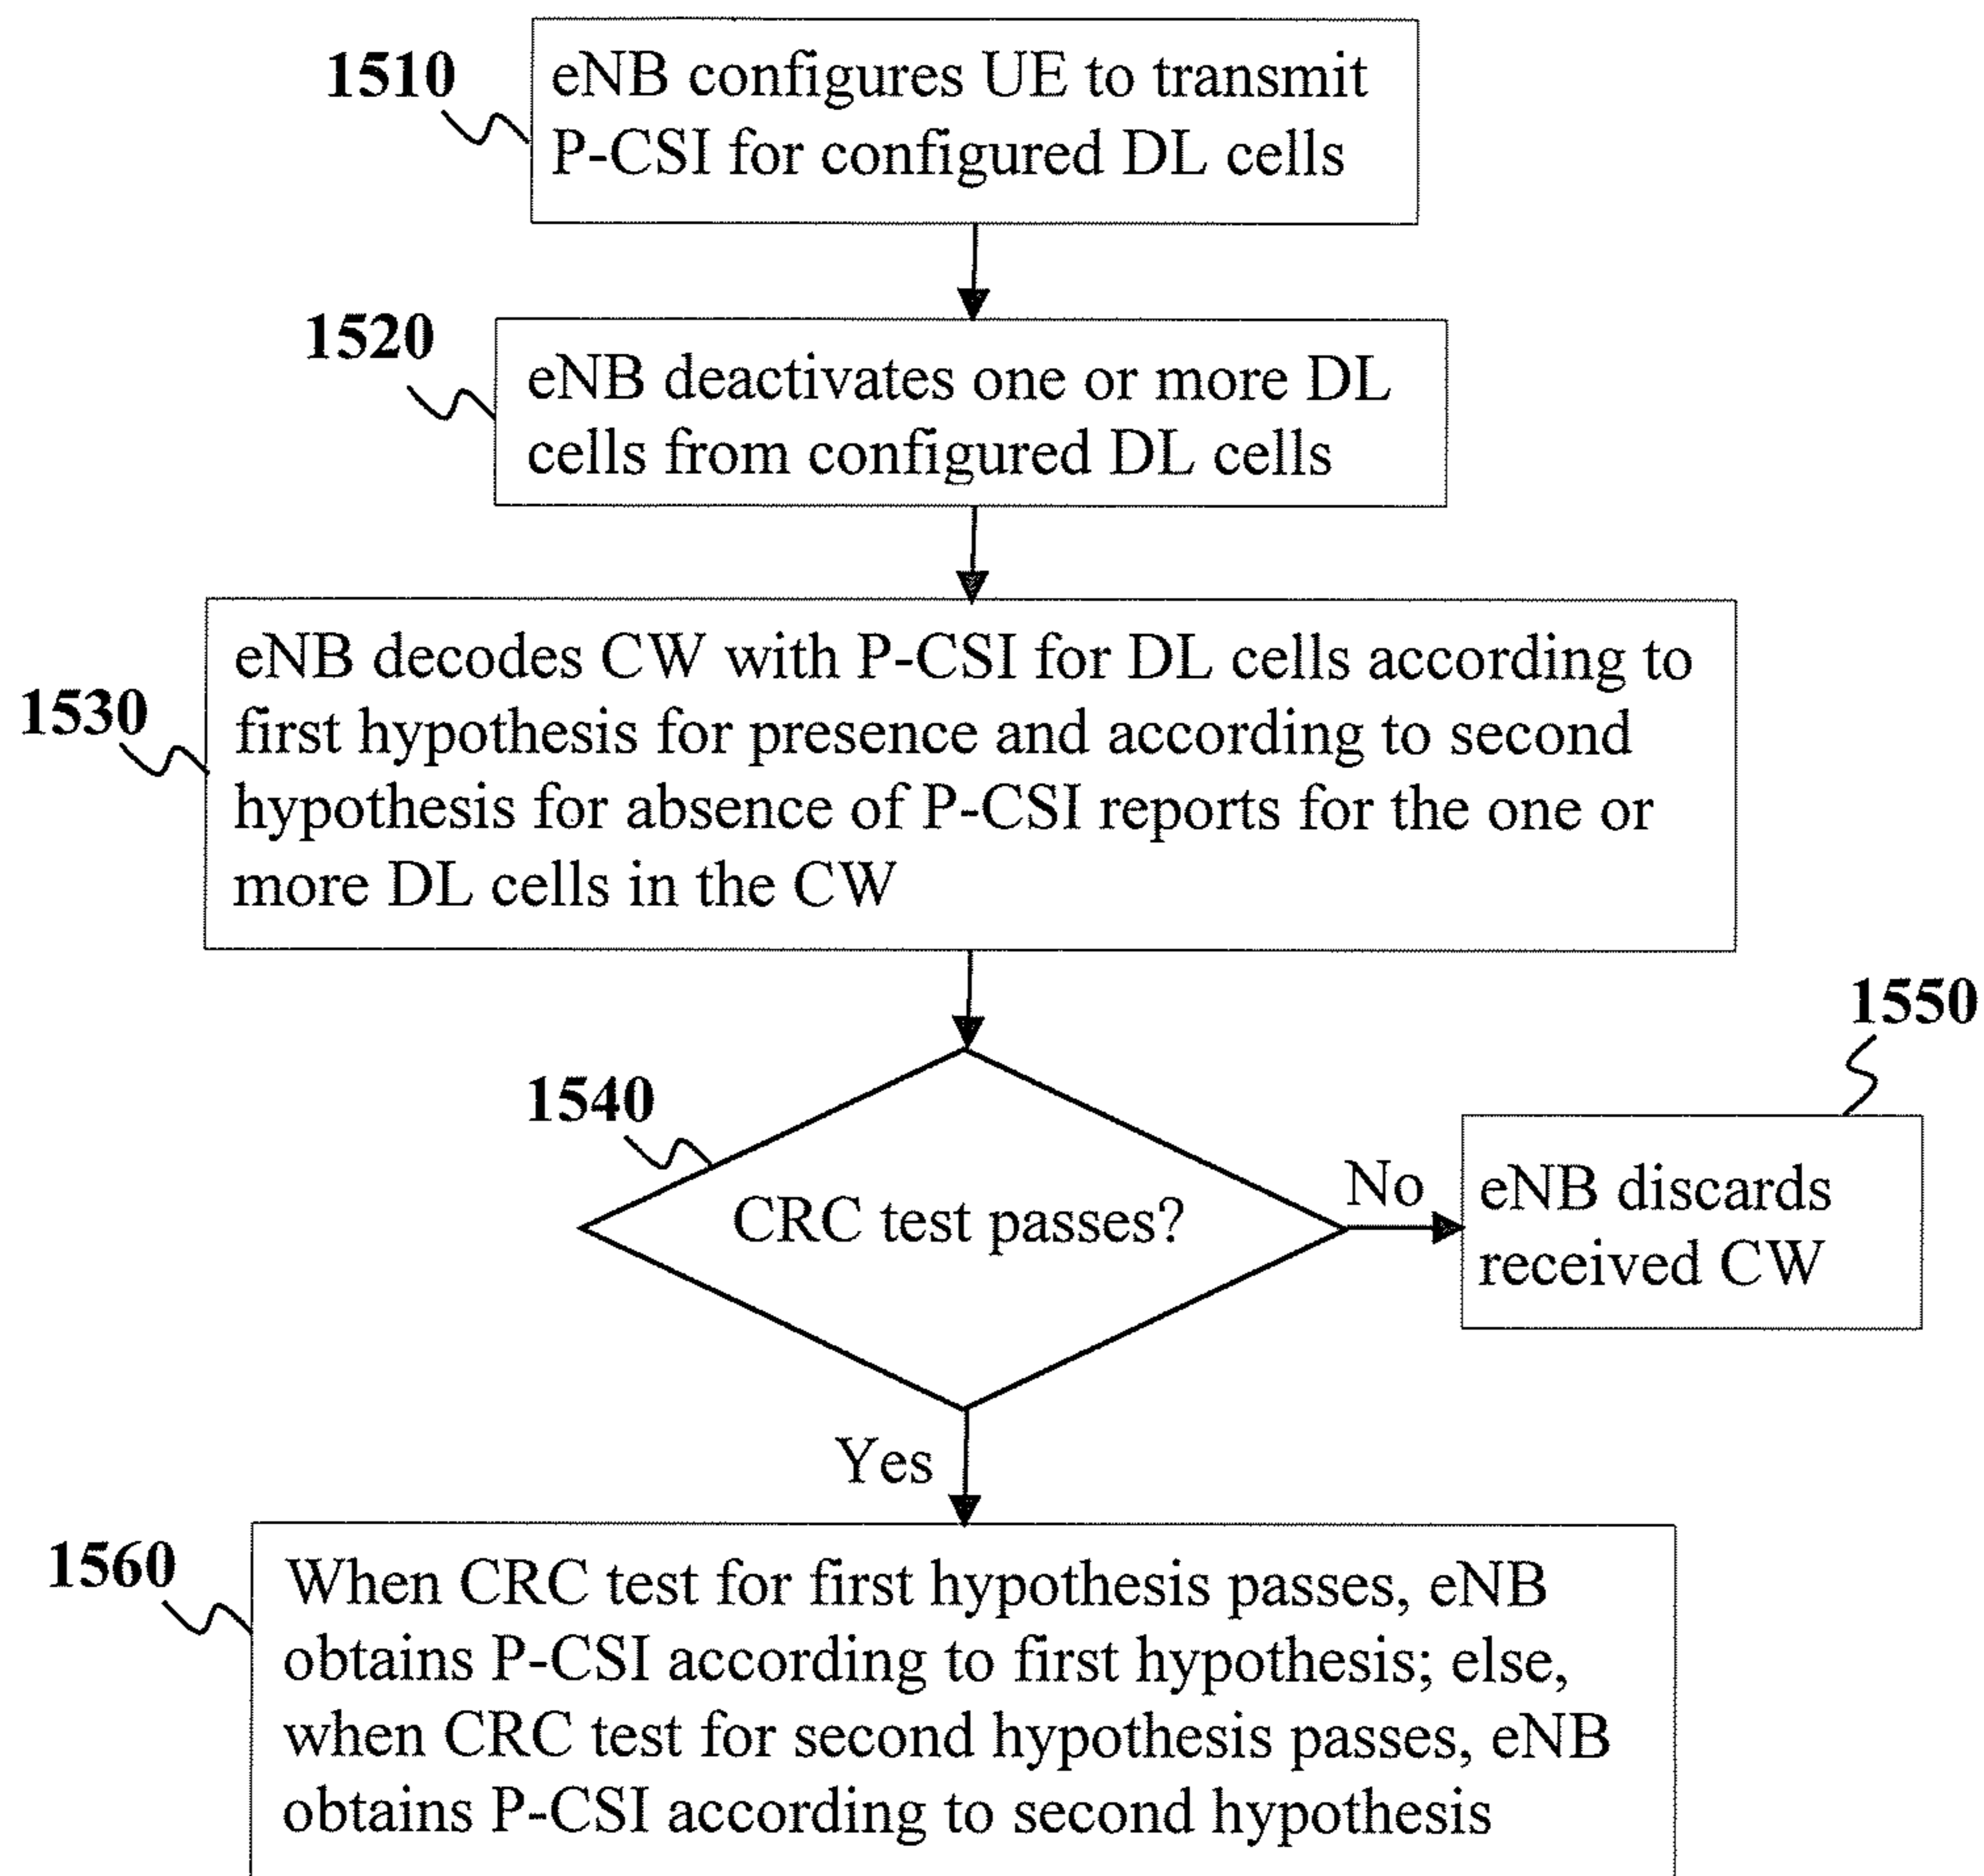 1510
eNB configures UE to transmit
P-CSI for configured DL cells
1520
eNB deactivates one or more DL
cells from configured DL cells
1530
eNB decodes CW with P-CSI for DL cells according to
first hypothesis for presence and according to second
hypothesis for absence of P-CSI reports for the one or
more DL cells in the CW
1540
CRC test passes?
No
1550
eNB discards
received CW
Yes
1560
When CRC test for first hypothesis passes, eNB
obtains P-CSI according to first hypothesis; else,
when CRC test for second hypothesis passes, eNB
obtains P-CSI according to second hypothesis